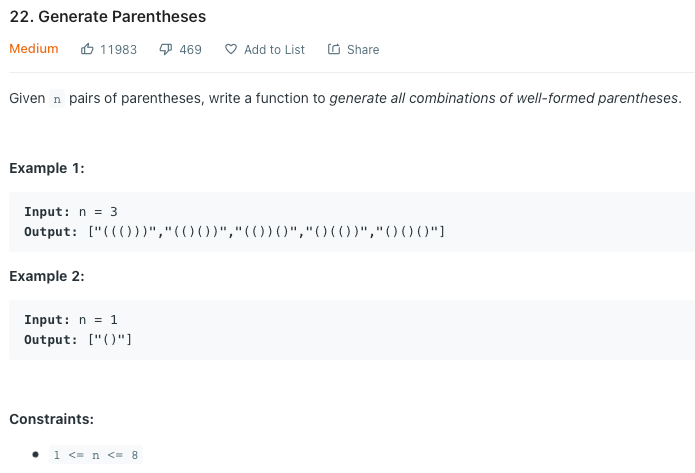 22. Generate Parentheses
Medium 11983 469 Add to List Share
Given n pairs of parentheses, write a function to generate all combinations of well-formed parentheses.
Example 1:
Input: n = 3
Output: ["((()))","(()())","(())()","()(())","()()()"]
Example 2:
Input: n = 1
Output: ["()"]
Constraints:
• 1 <= n <= 8